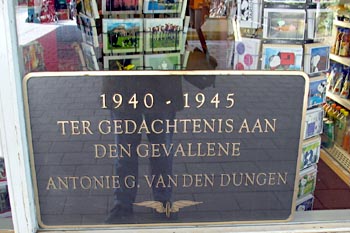 1940 - 1945
TER GEDACHTENIS AAN
DEN GEVALLENE
ANTONIE G. VAN DEN DUNGEN